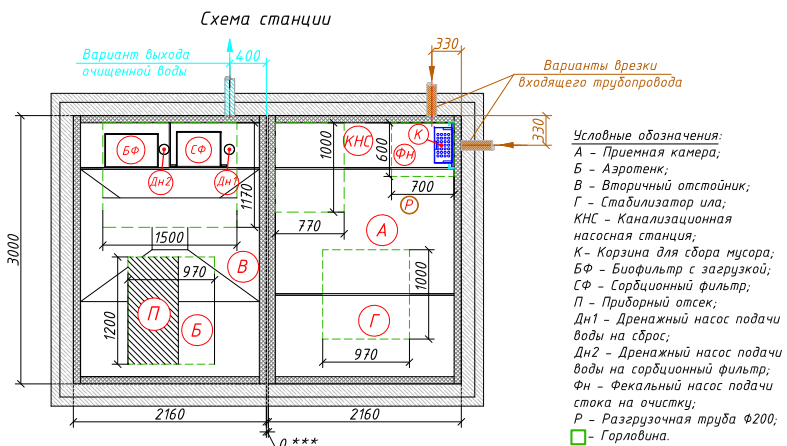 Схема станции
Вариант выхода
очищенной воды
400
330
Варианты врезки
входящего трубопровода
330
К
КНС
Фн
600
1000
700
770
Р
А
БФ
СФ
Дн2
Дн1
1170
1500
970
В
3000
1200
П
Б
1000
Г
970
2160
2160
0 ***
Условные обозначения:
А – Приемная камера;
Б – Аэротенк;
В – Вторичный отстойник;
Г – Стабилизатор ила;
КНС – Канализационная
насосная станция;
К– Корзина для сбора мусора;
БФ – Биофильтр с загрузкой;
СФ – Сорбционный фильтр;
П – Приборный отсек;
Дн1 – Дренажный насос подачи
воды на сброс;
Дн2 – Дренажный насос подачи
воды на сорбционный фильтр;
Фн – Фекальный насос подачи
стока на очистку;
Р – Разгрузочная труба Ф200;
– Горловина.